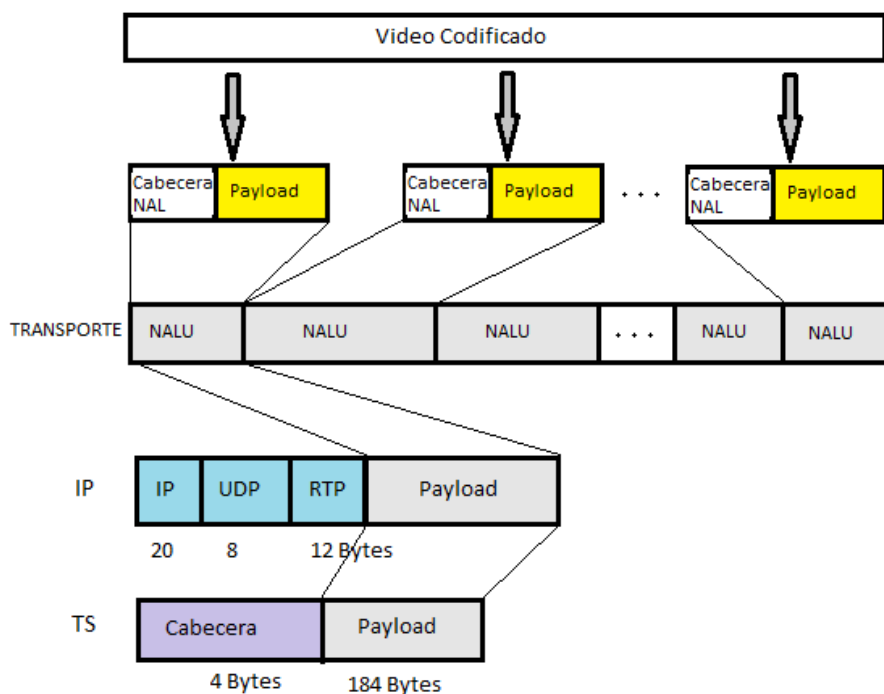 Video Codificado
Cabecera
NAL
Payload
Cabecera
NAL
Payload
. . .
Cabecera
NAL
Payload
TRANSPORTE
NALU
NALU
NALU
. . .
NALU
NALU
IP
IP
UDP
RTP
Payload
20
8
12 Bytes
TS
Cabecera
Payload
4 Bytes
184 Bytes